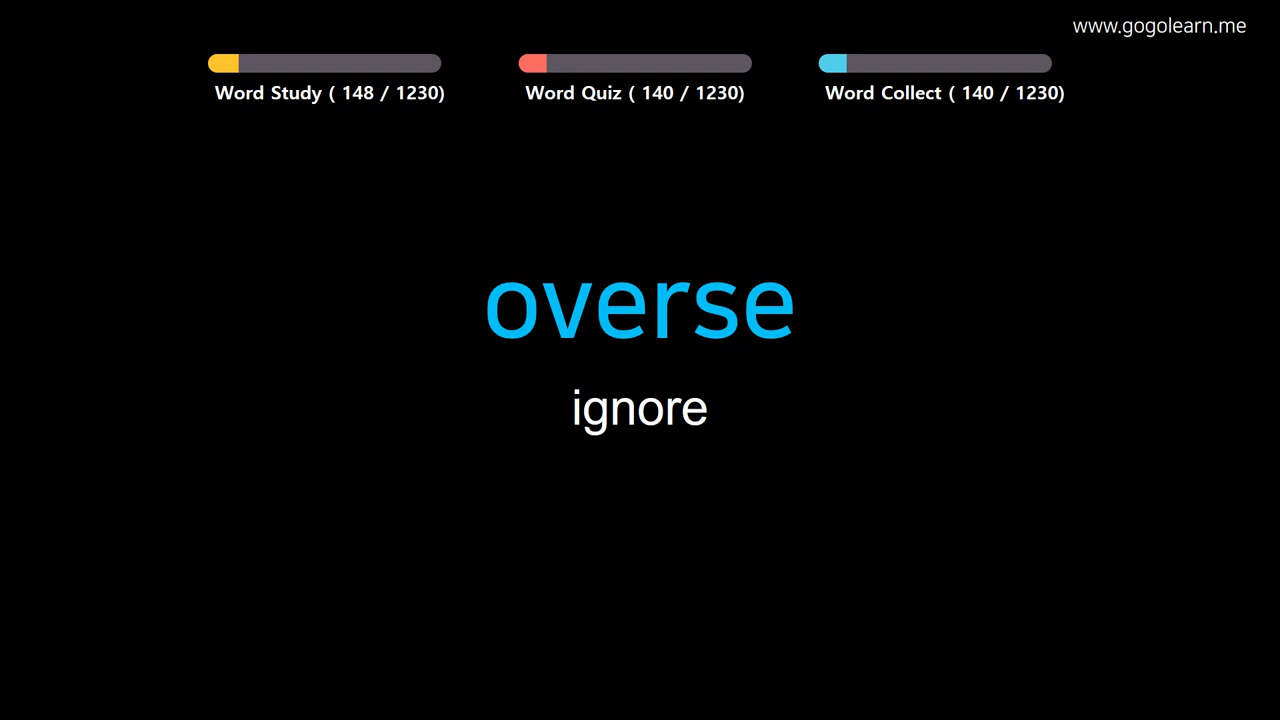 www.gogolearn.me
Word Study ( 148 / 1230)
Word Quiz ( 140 / 1230)
Word Collect ( 140 / 1230)
overse
ignore